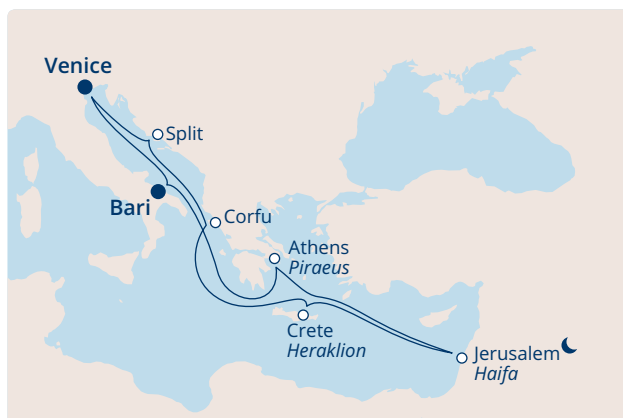 Venice
Split
Bari
Corfu
Athens
Piraeus
Crete
Heraklion
Jerusalem
Haifa